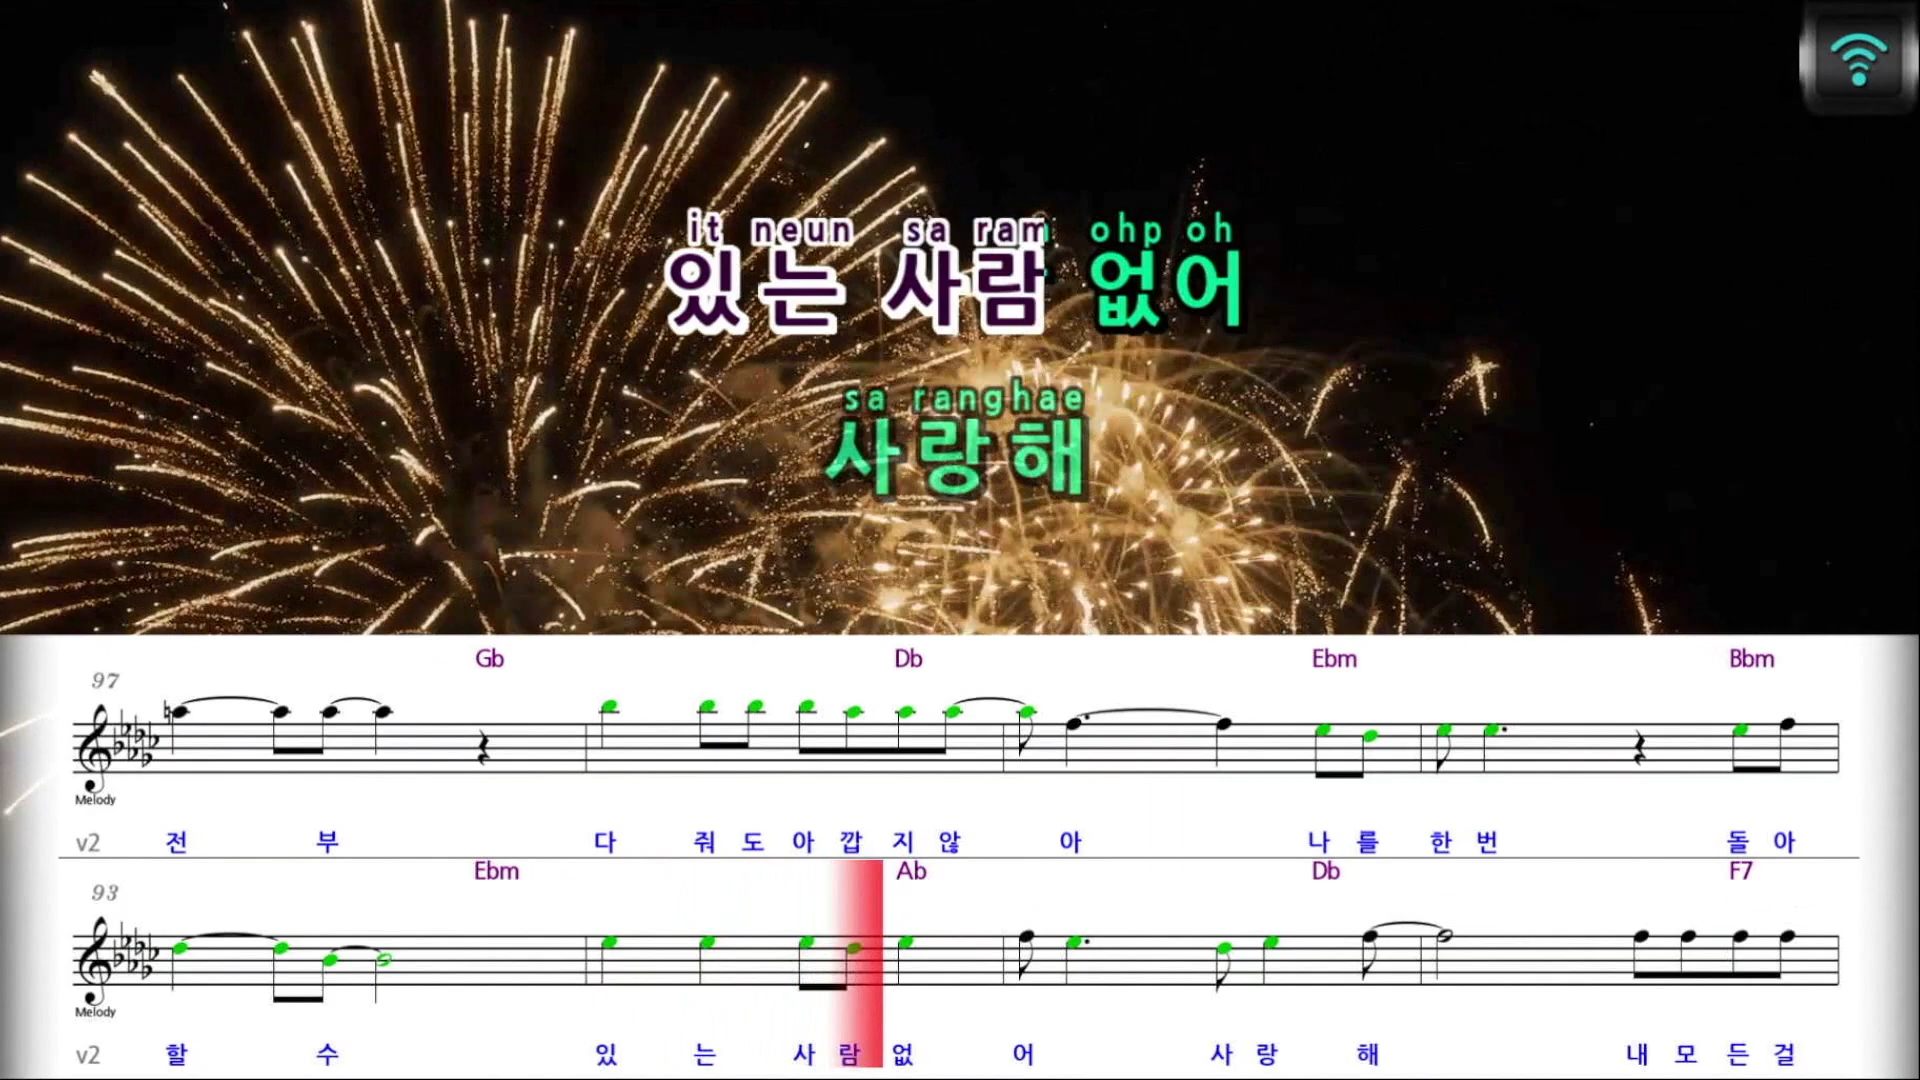 it neun sa ram ohp oh
있는 사람 없어
sa ranghae
사랑해
Gb Db Ebm Bbm
97
Melody
v2 전 부 다 줘 도 아 깝 지 않 아 나 를 한 번 돌 아
Ebm Ab Db F7
93
Melody
v2 할 수 있 는 사 람 없 어 사 랑 해 내 모 든 걸